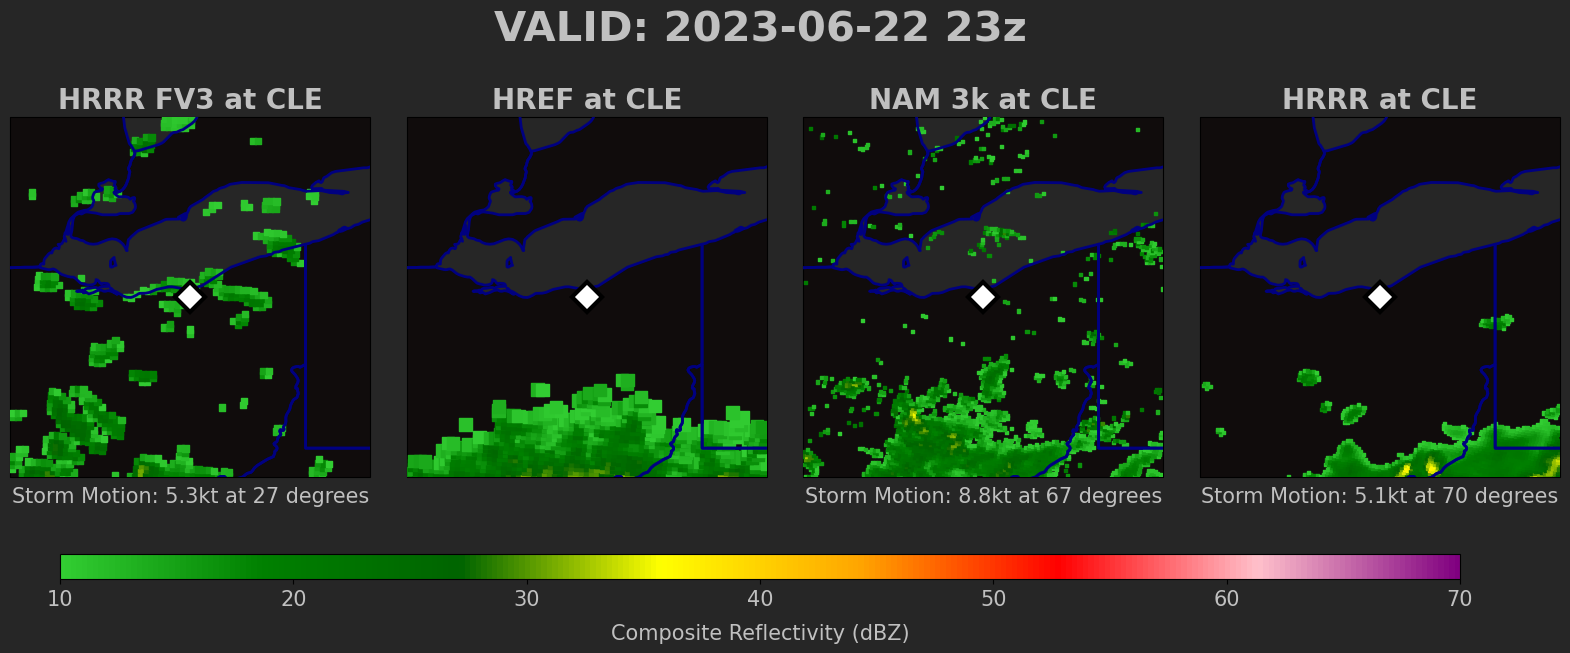 VALID: 2023-06-22 23z
HRRR FV3 at CLE
HREF at CLE
NAM 3k at CLE
HRRR at CLE
Storm Motion: 5.3kt at 27 degrees
Storm Motion: 8.8kt at 67 degrees
Storm Motion: 5.1kt at 70 degrees
10 20 30 40 50 60 70
Composite Reflectivity (dBZ)